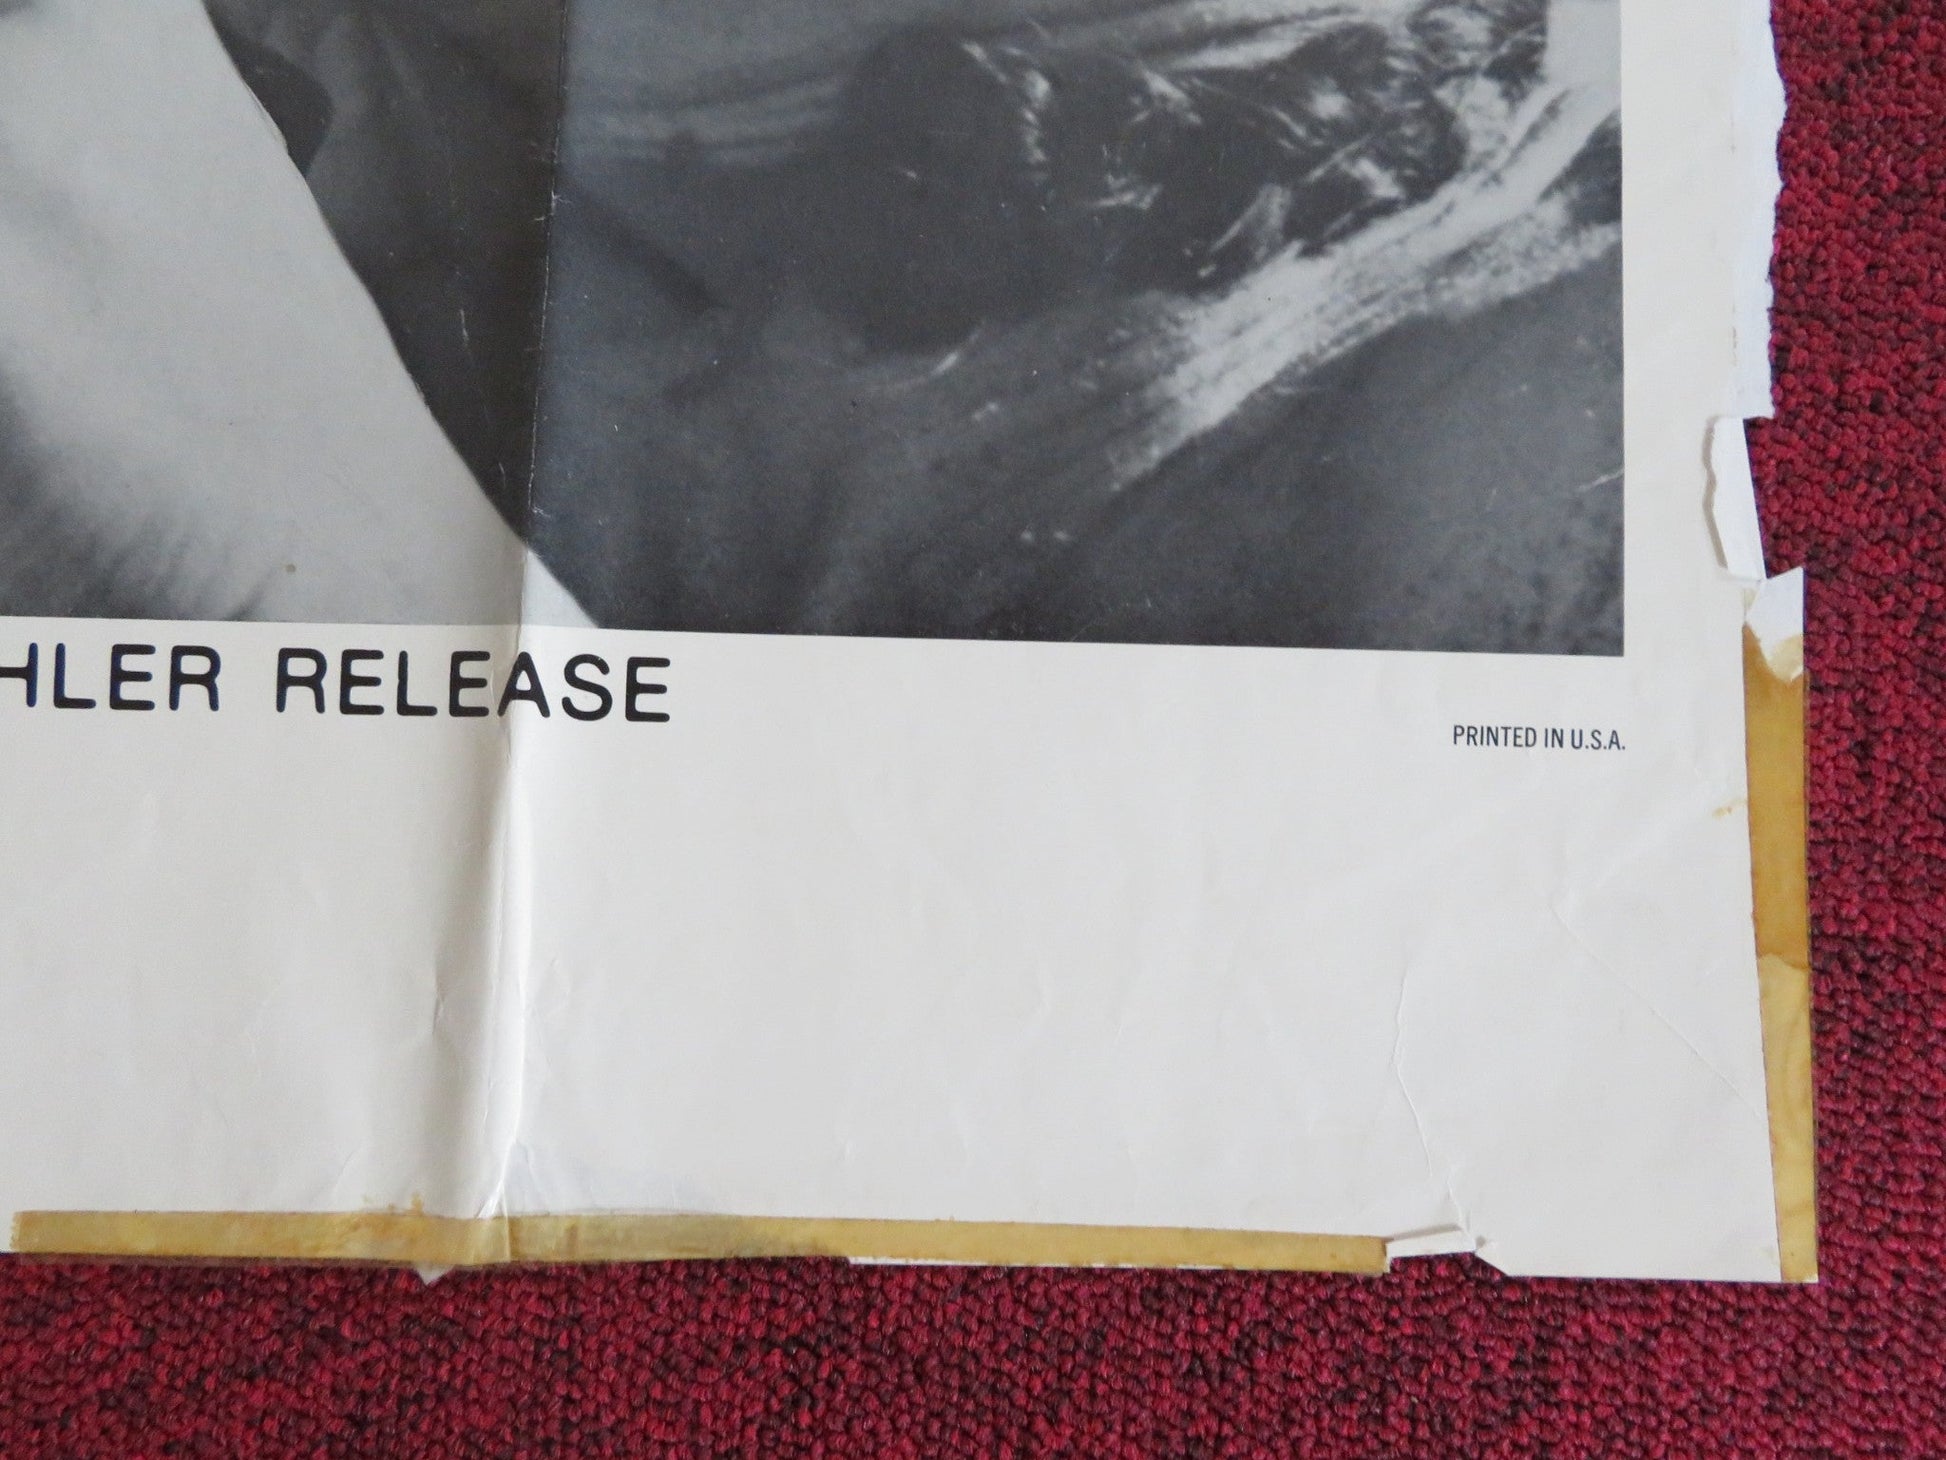 HLER RELEASE
PRINTED IN U.S.A.